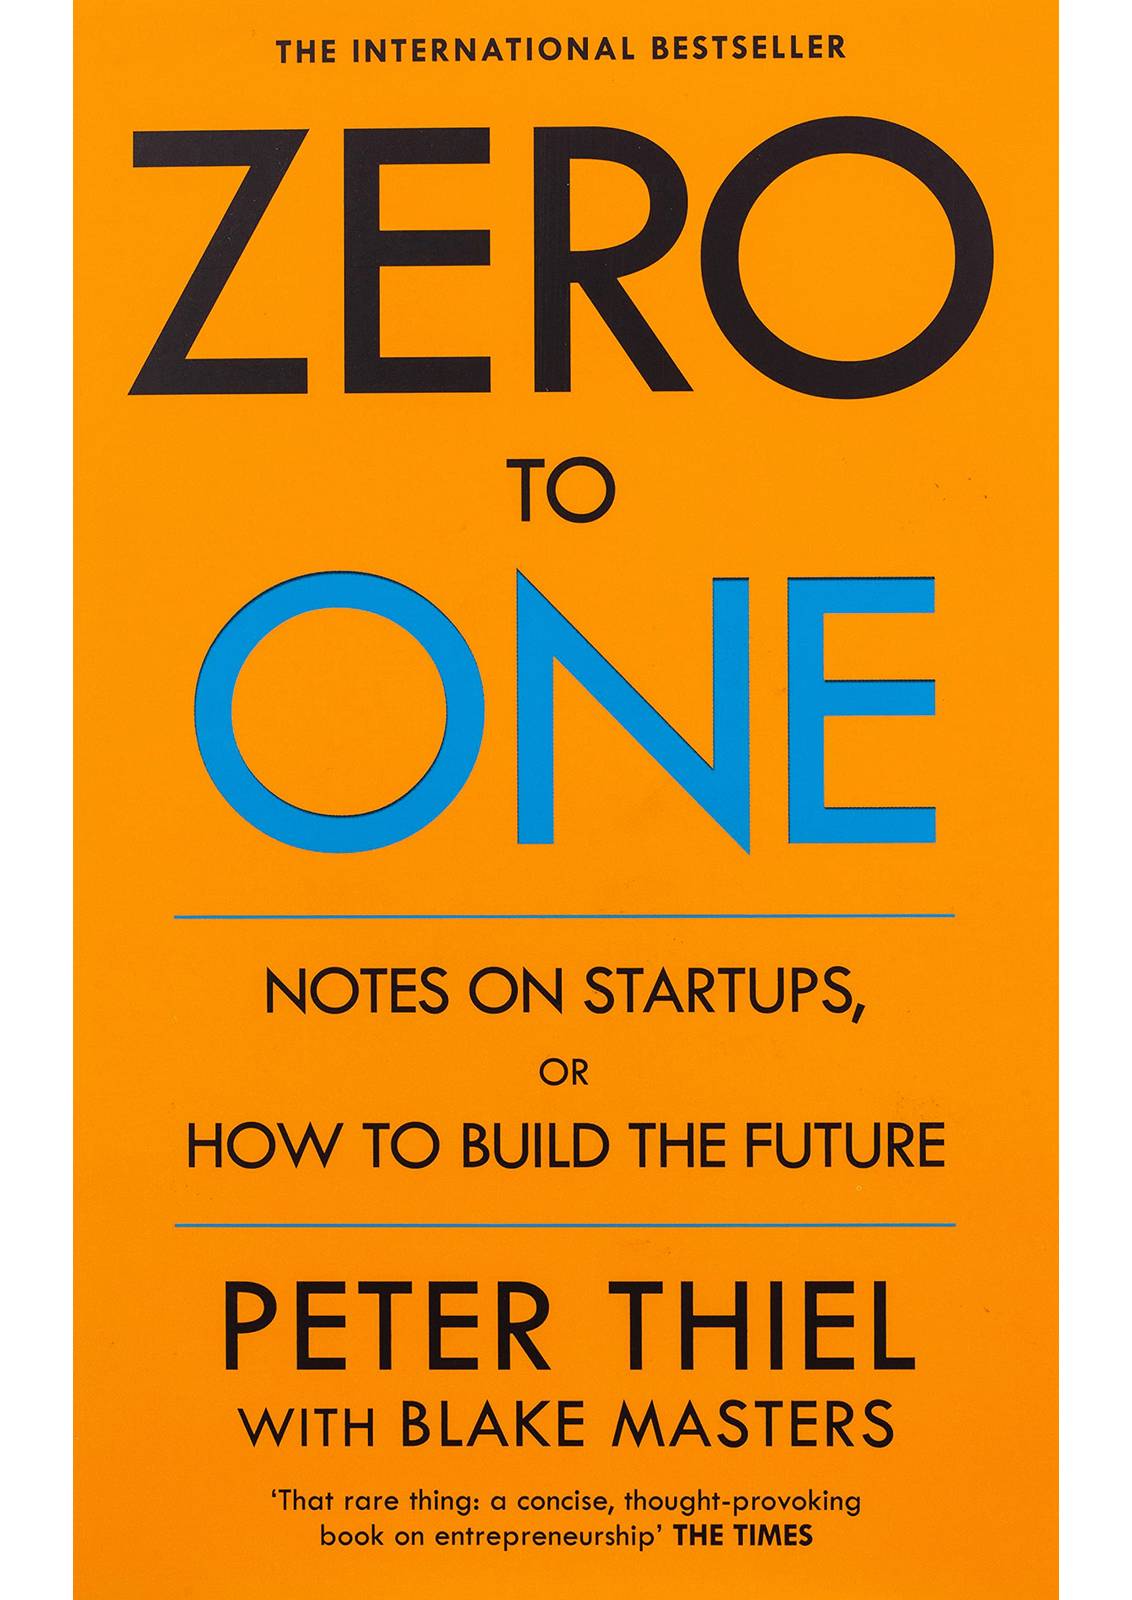 THE INTERNATIONAL BESTSELLER
ZERO
TO
ONE
NOTES ON STARTUPS,
OR
HOW TO BUILD THE FUTURE
PETER THIEL
WITH BLAKE MASTERS
‘That rare thing: a concise, thought-provoking
book on entrepreneurship’ THE TIMES